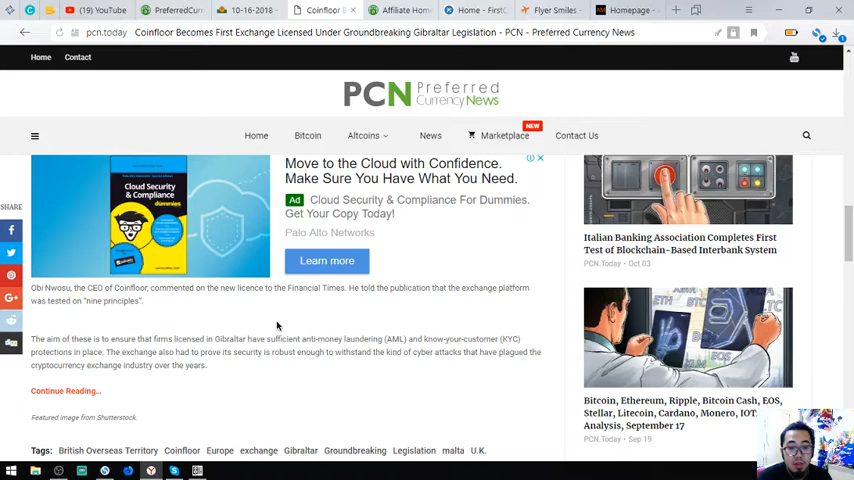 (19) YouTube
PreferredCurr
10-16-2018 -
Coinfloor B
Affiliate Home
Home - FirstC
Flyer Smiles -
Homepage -
pc​n.today
Coinfloor Becomes First Exchange Licensed Under Groundbreaking Gibraltar Legislation - PCN - Preferred Currency News
Home Contact
PCN Preferred
Currency News
NEW
Home Bitcoin Altcoins News Marketplace Contact Us
SHARE
Cloud Security
& Compliance
dummies
Move to the Cloud with Confidence.
Make Sure You Have What You Need.
Ad Cloud Security & Compliance For Dummies.
Get Your Copy Today!
Palo Alto Networks
Learn more
Obi Nwosu, the CEO of Coinfloor, commented on the new licence to the Financial Times. He told the publication that the exchange platform
was tested on "nine principles".
The aim of these is to ensure that firms licensed in Gibraltar have sufficient anti-money laundering (AML) and know-your-customer (KYC)
protections in place. The exchange also had to prove its security is robust enough to withstand the kind of cyber attacks that have plagued the
cryptocurrency exchange industry over the years.
Continue Reading...
Featured image from Shutterstock.
Tags: British Overseas Territory Coinfloor Europe exchange Gibraltar Groundbreaking Legislation malta U.K.
Italian Banking Association Completes First
Test of Blockchain-Based Interbank System
PCN.Today - Oct 03
BTC
ETH
Bitcoin, Ethereum, Ripple, Bitcoin Cash, EOS,
Stellar, Litecoin, Cardano, Monero, IOT
Analysis, September 17
PCN.Today - Sep 19
digg